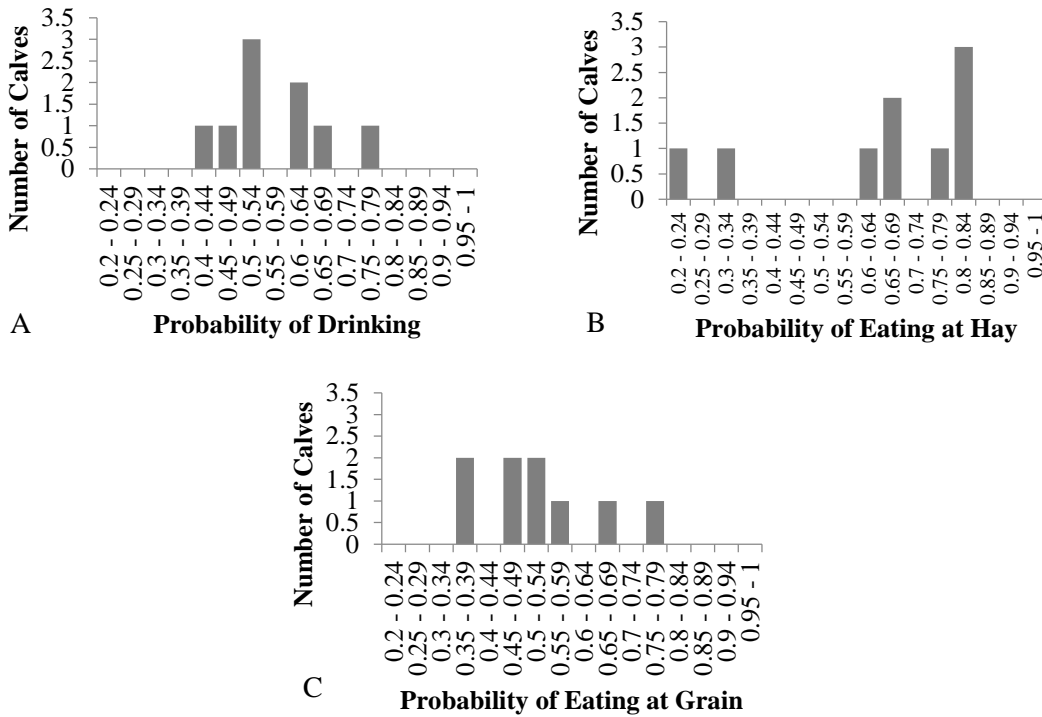 Number of Calves
3.5
3
2.5
2
1.5
1
0.5
0
0.2 - 0.24
0.25 - 0.29
0.3 - 0.34
0.35 - 0.39
0.4 - 0.44
0.45 - 0.49
0.5 - 0.54
0.55 - 0.59
0.6 - 0.64
0.65 - 0.69
0.7 - 0.74
0.75 - 0.79
0.8 - 0.84
0.85 - 0.89
0.9 - 0.94
0.95 - 1
A
Probability of Drinking
Number of Calves
3.5
3
2.5
2
1.5
1
0.5
0
0.2 - 0.24
0.25 - 0.29
0.3 - 0.34
0.35 - 0.39
0.4 - 0.44
0.45 - 0.49
0.5 - 0.54
0.55 - 0.59
0.6 - 0.64
0.65 - 0.69
0.7 - 0.74
0.75 - 0.79
0.8 - 0.84
0.85 - 0.89
0.9 - 0.94
0.95 - 1
B
Probability of Eating at Hay
Number of Calves
3.5
3
2.5
2
1.5
1
0.5
0
0.2 - 0.24
0.25 - 0.29
0.3 - 0.34
0.35 - 0.39
0.4 - 0.44
0.45 - 0.49
0.5 - 0.54
0.55 - 0.59
0.6 - 0.64
0.65 - 0.69
0.7 - 0.74
0.75 - 0.79
0.8 - 0.84
0.85 - 0.89
0.9 - 0.94
0.95 - 1
C
Probability of Eating at Grain